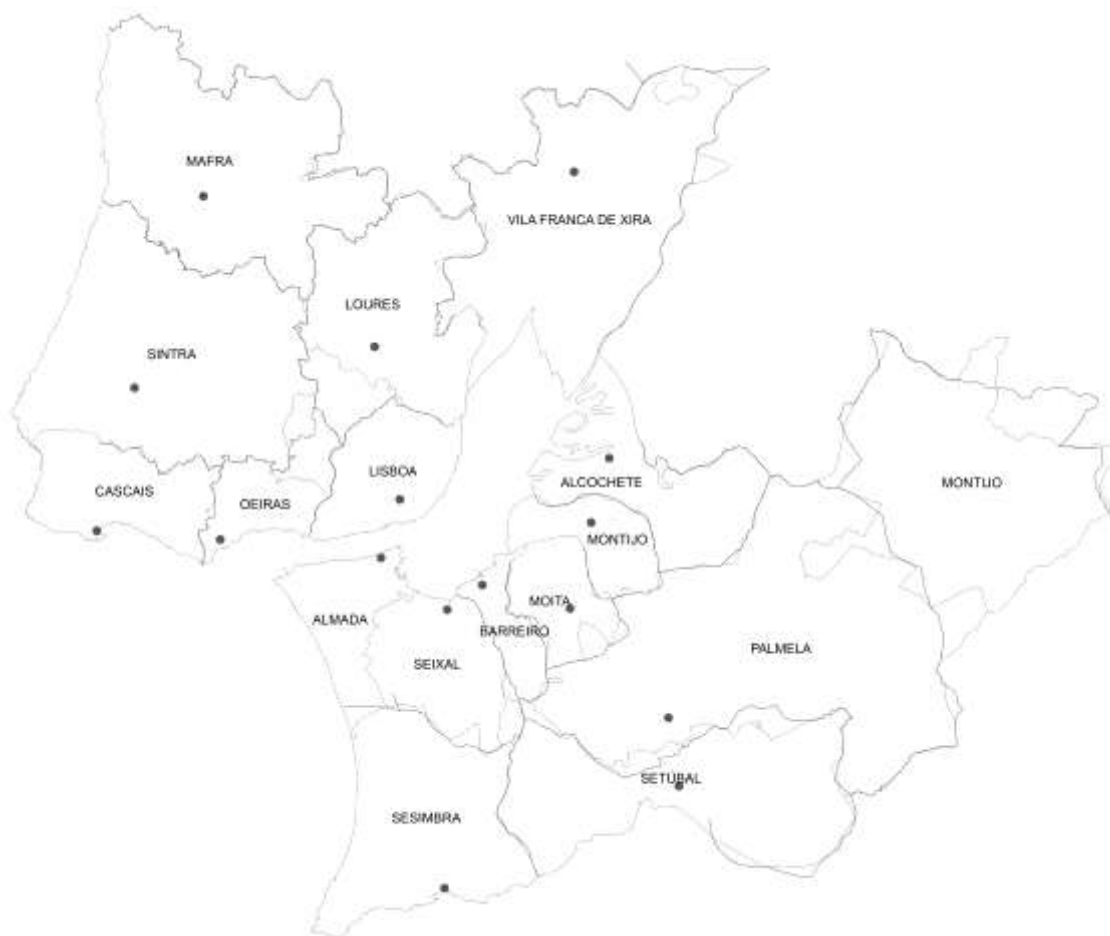 MAFRA
VILA FRANCA DE XIRA
LOURES
SINTRA
LISBOA
ALCOCHETE
MONTIJO
CASCAIS
OEIRAS
MONTIJO
MOITA
ALMADA
BARREIRO
SEIXAL
PALMELA
SETÚBAL
SESIMBRA